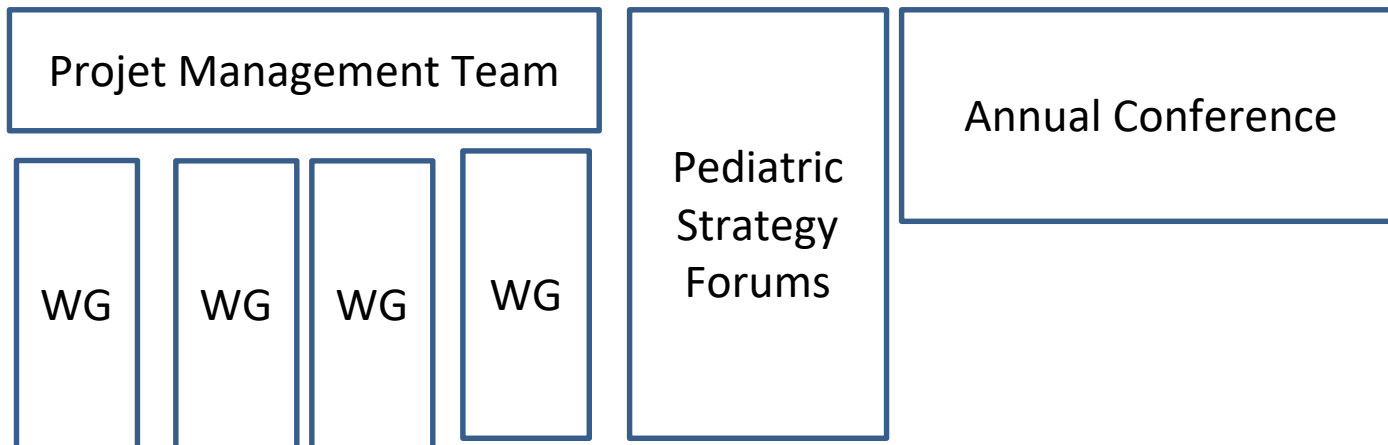 Projet Management Team
Annual Conference
Pediatric
Strategy
Forums
WG
WG
WG
WG